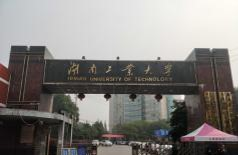 湖南工业大学
HUNAN UNIVERSITY OF TECHNOLOGY